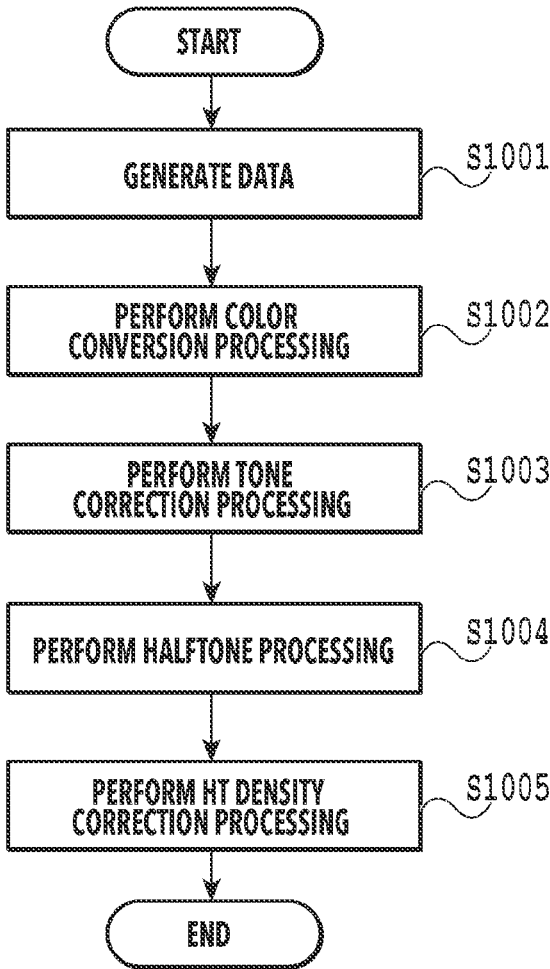 START
GENERATE DATA
S1001
PERFORM COLOR
CONVERSION PROCESSING
S1002
PERFORM TONE
CORRECTION PROCESSING
S1003
PERFORM HALFTONE PROCESSING
S1004
PERFORM HT DENSITY
CORRECTION PROCESSING
S1005
END